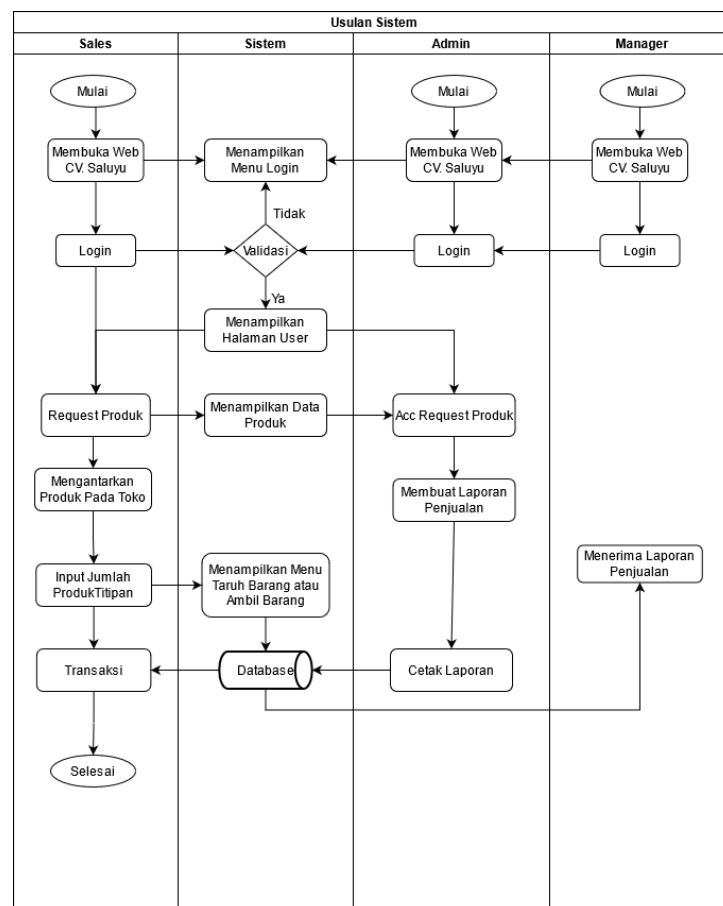 Usulan Sistem
Sales
Sistem
Admin
Manager
Mulai
Mulai
Mulai
Membuka Web
CV. Saluyu
Menampilkan
Menu Login
Membuka Web
CV. Saluyu
Membuka Web
CV. Saluyu
Tidak
Login
Validasi
Login
Login
Ya
Menampilkan
Halaman User
Request Produk
Menampilkan Data
Produk
Acc Request Produk
Mengantarkan
Produk Pada Toko
Membuat Laporan
Penjualan
Input Jumlah
ProdukTitipan
Menampilkan Menu
Taruh Barang atau
Ambil Barang
Menerima Laporan
Penjualan
Transaksi
Database
Cetak Laporan
Selesai